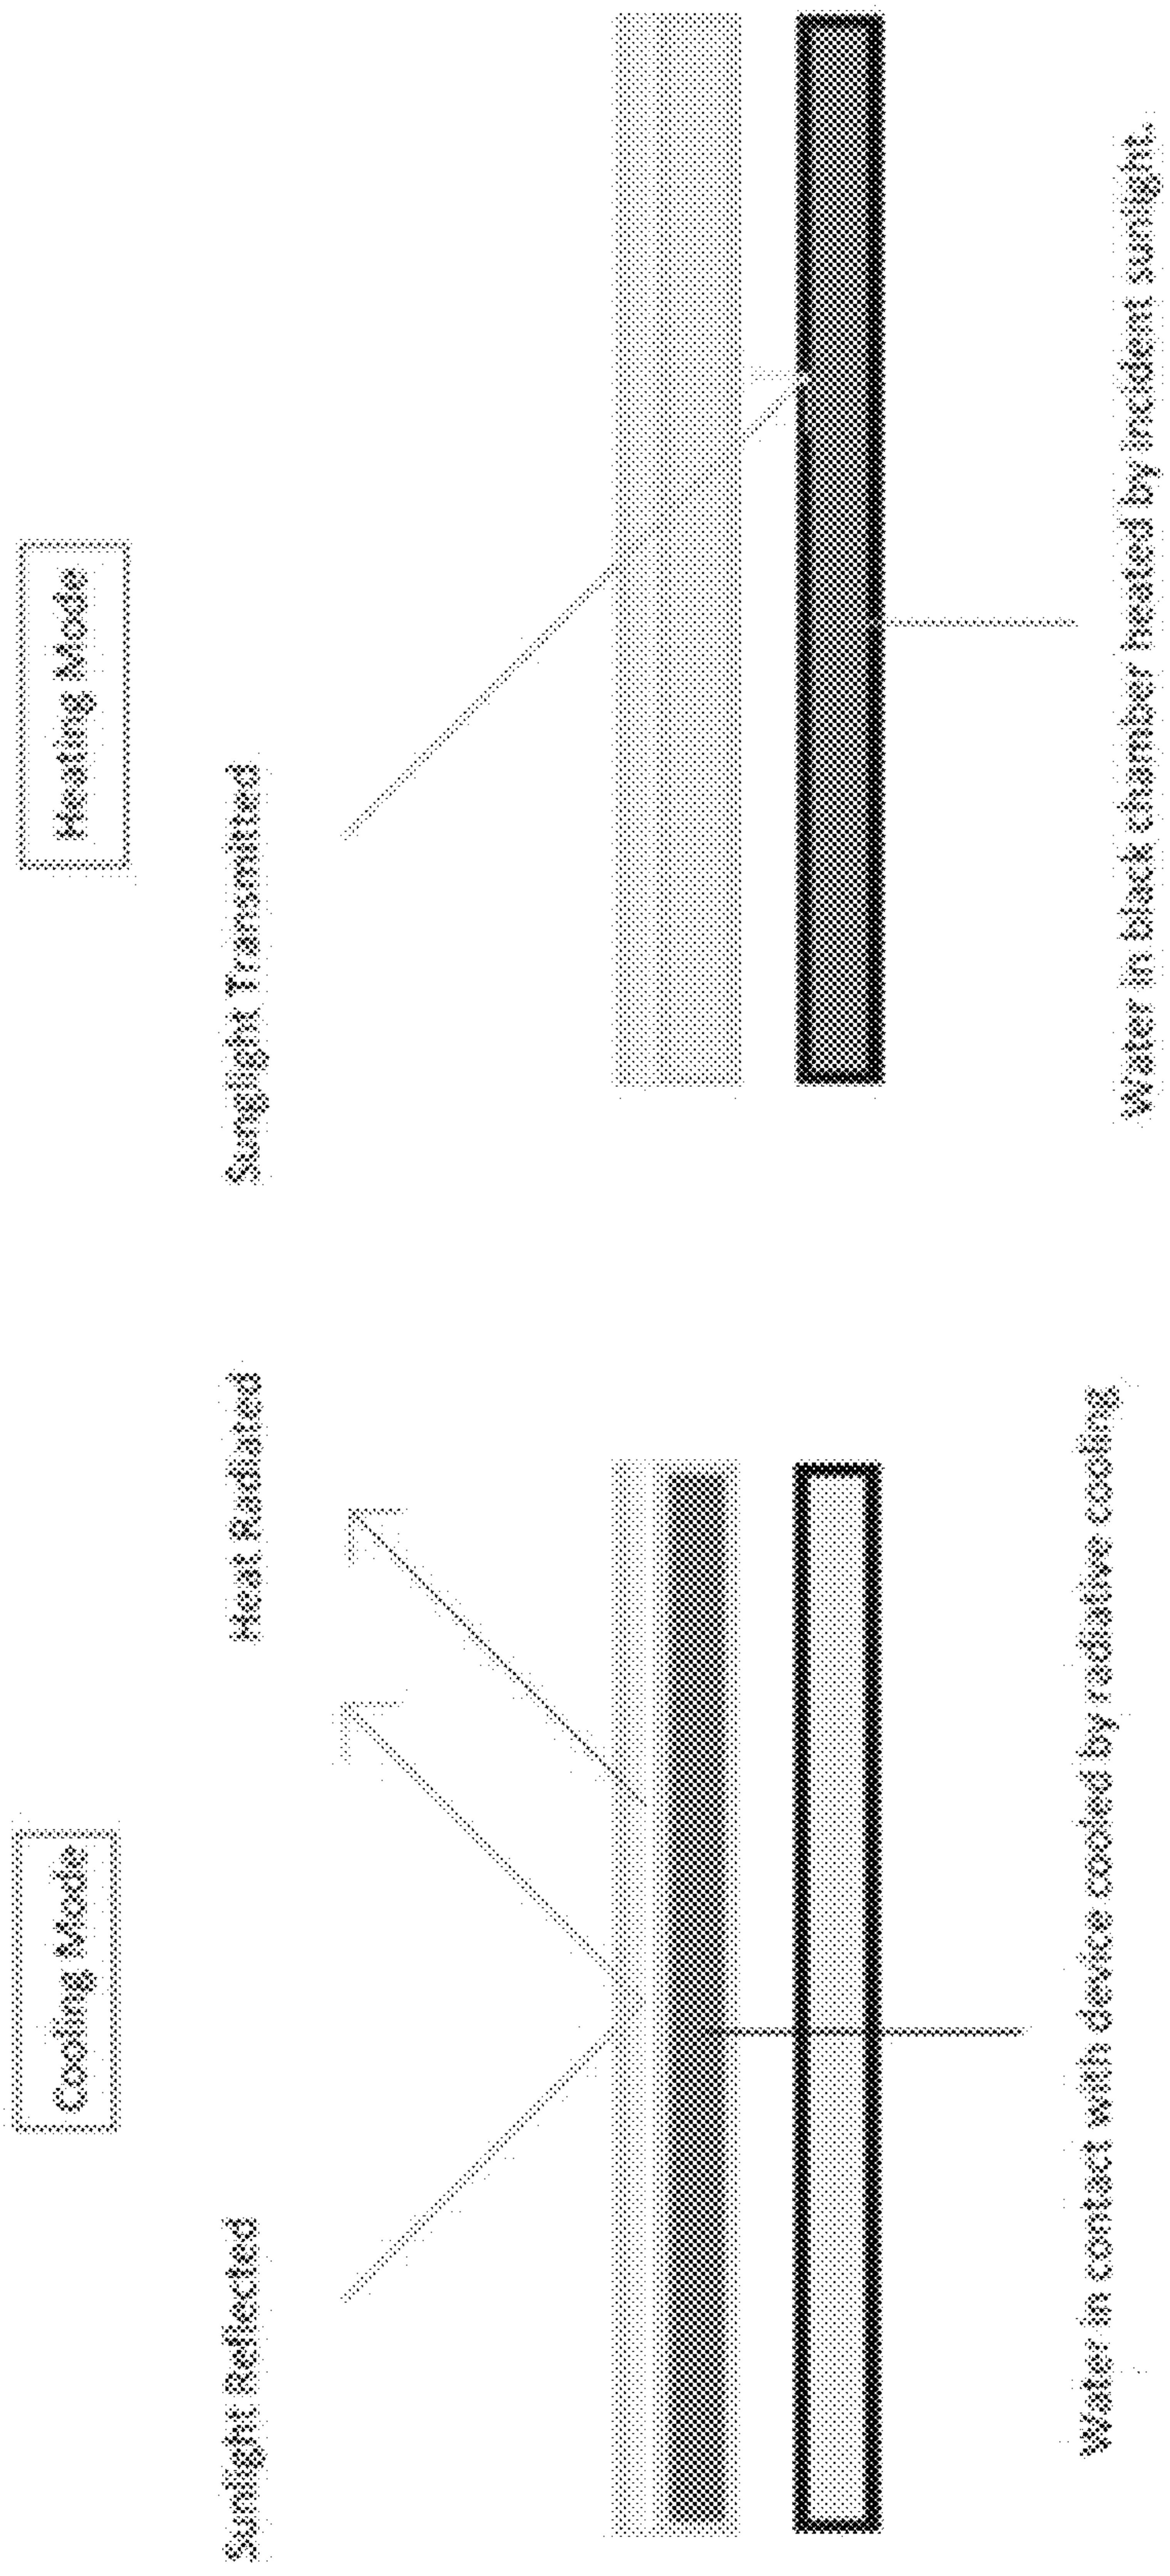 Cooling Mode
Sunlight Reflected
Heat Radiated
Water in contact with device cooled by radiative cooling
Heating Mode
Sunlight Transmitted
Water in black chamber heated by incident sunlight.